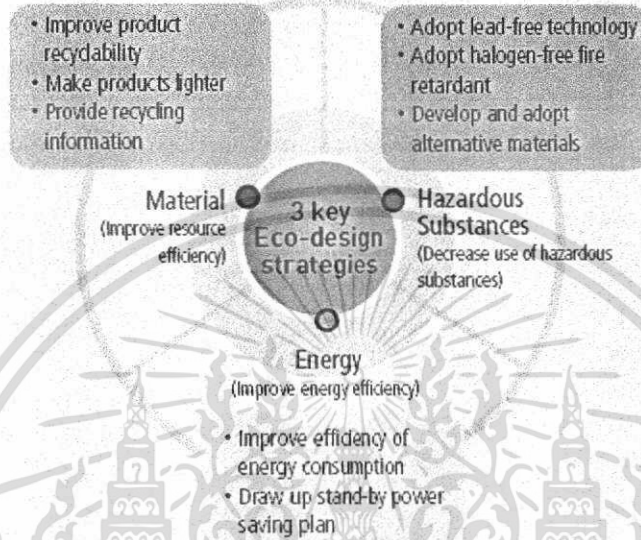 • Improve product
recyclability
• Make products lighter
• Provide recycling
information
• Adopt lead-free technology
• Adopt halogen-free fire
retardant
• Develop and adopt
alternative materials
Material
(Improve resource
efficiency)
3 key
Eco-design
strategies
Hazardous
Substances
(Decrease use of hazardous
substances)
Energy
(Improve energy efficiency)
• Improve efficiency of
energy consumption
• Draw up stand-by power
saving plan